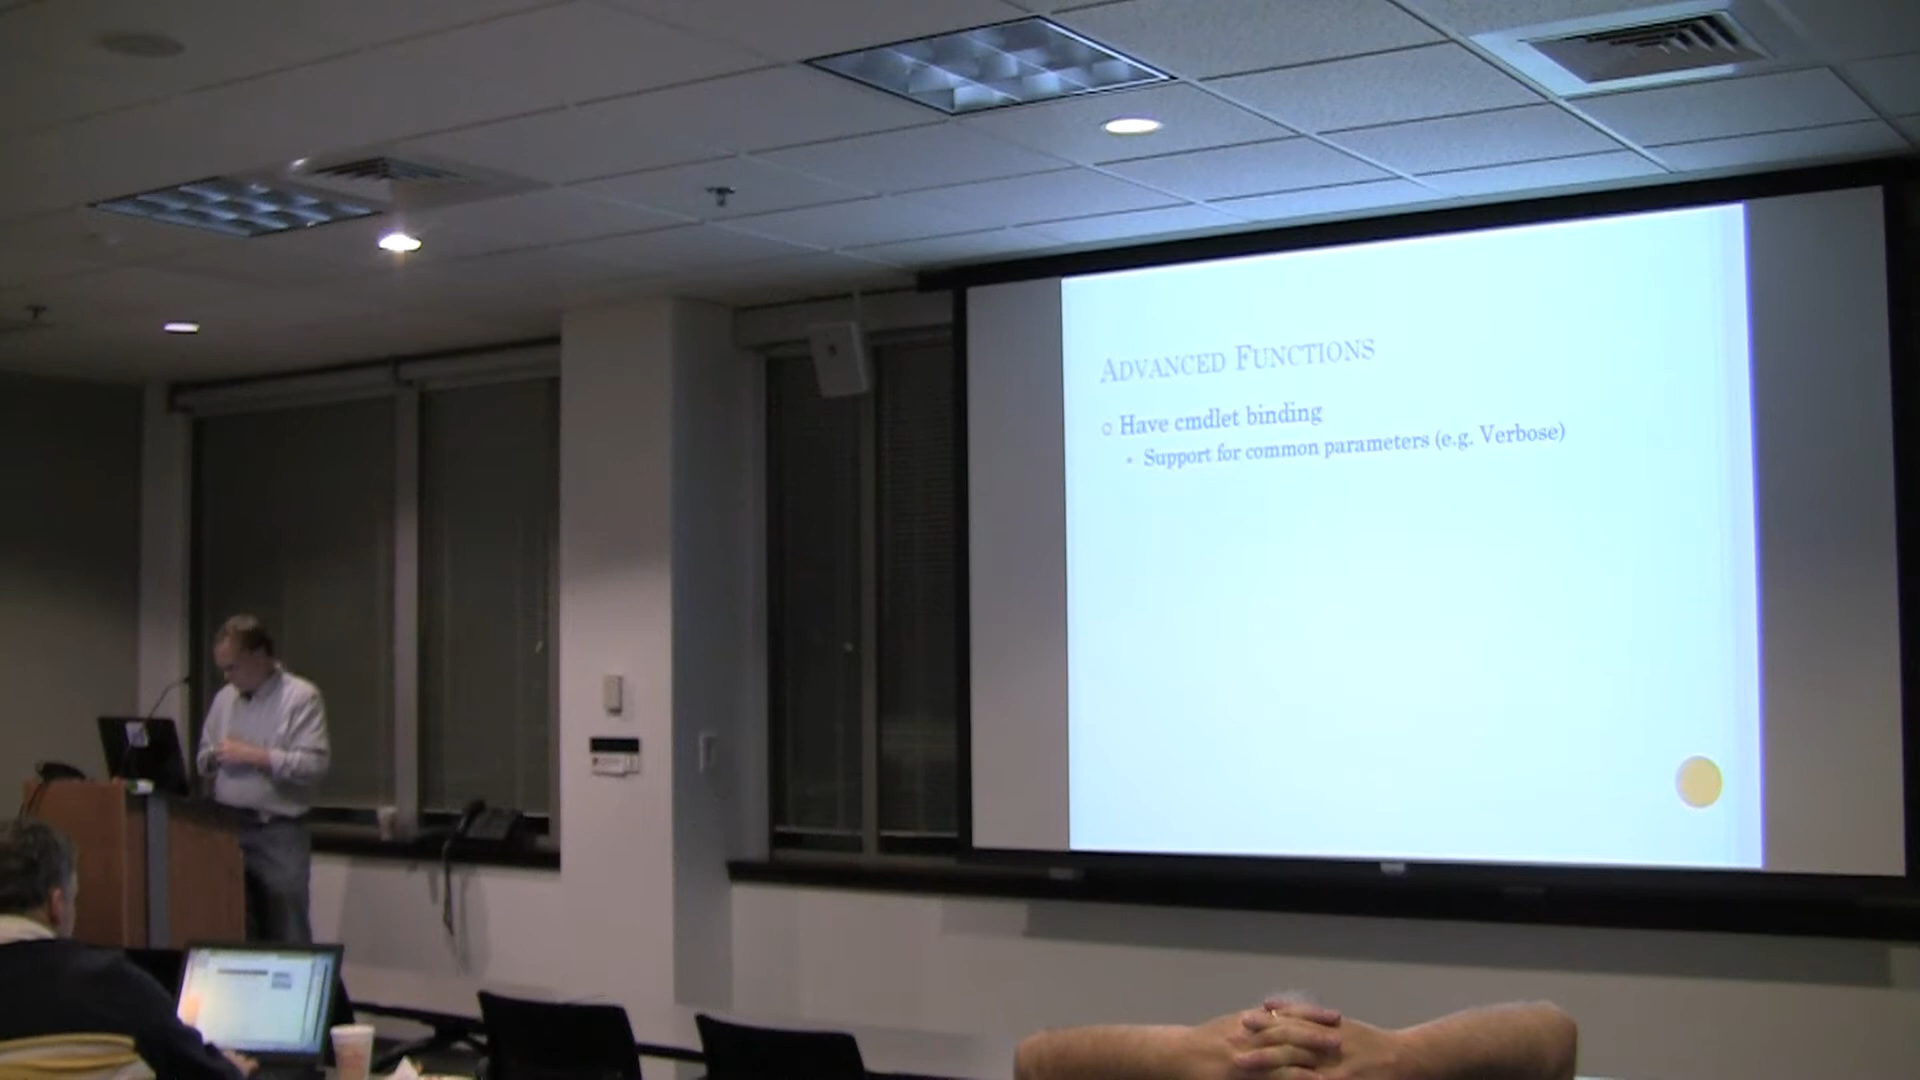 ADVANCED FUNCTIONS
Have cmdlet binding
Support for common parameters (e.g. Verbose)